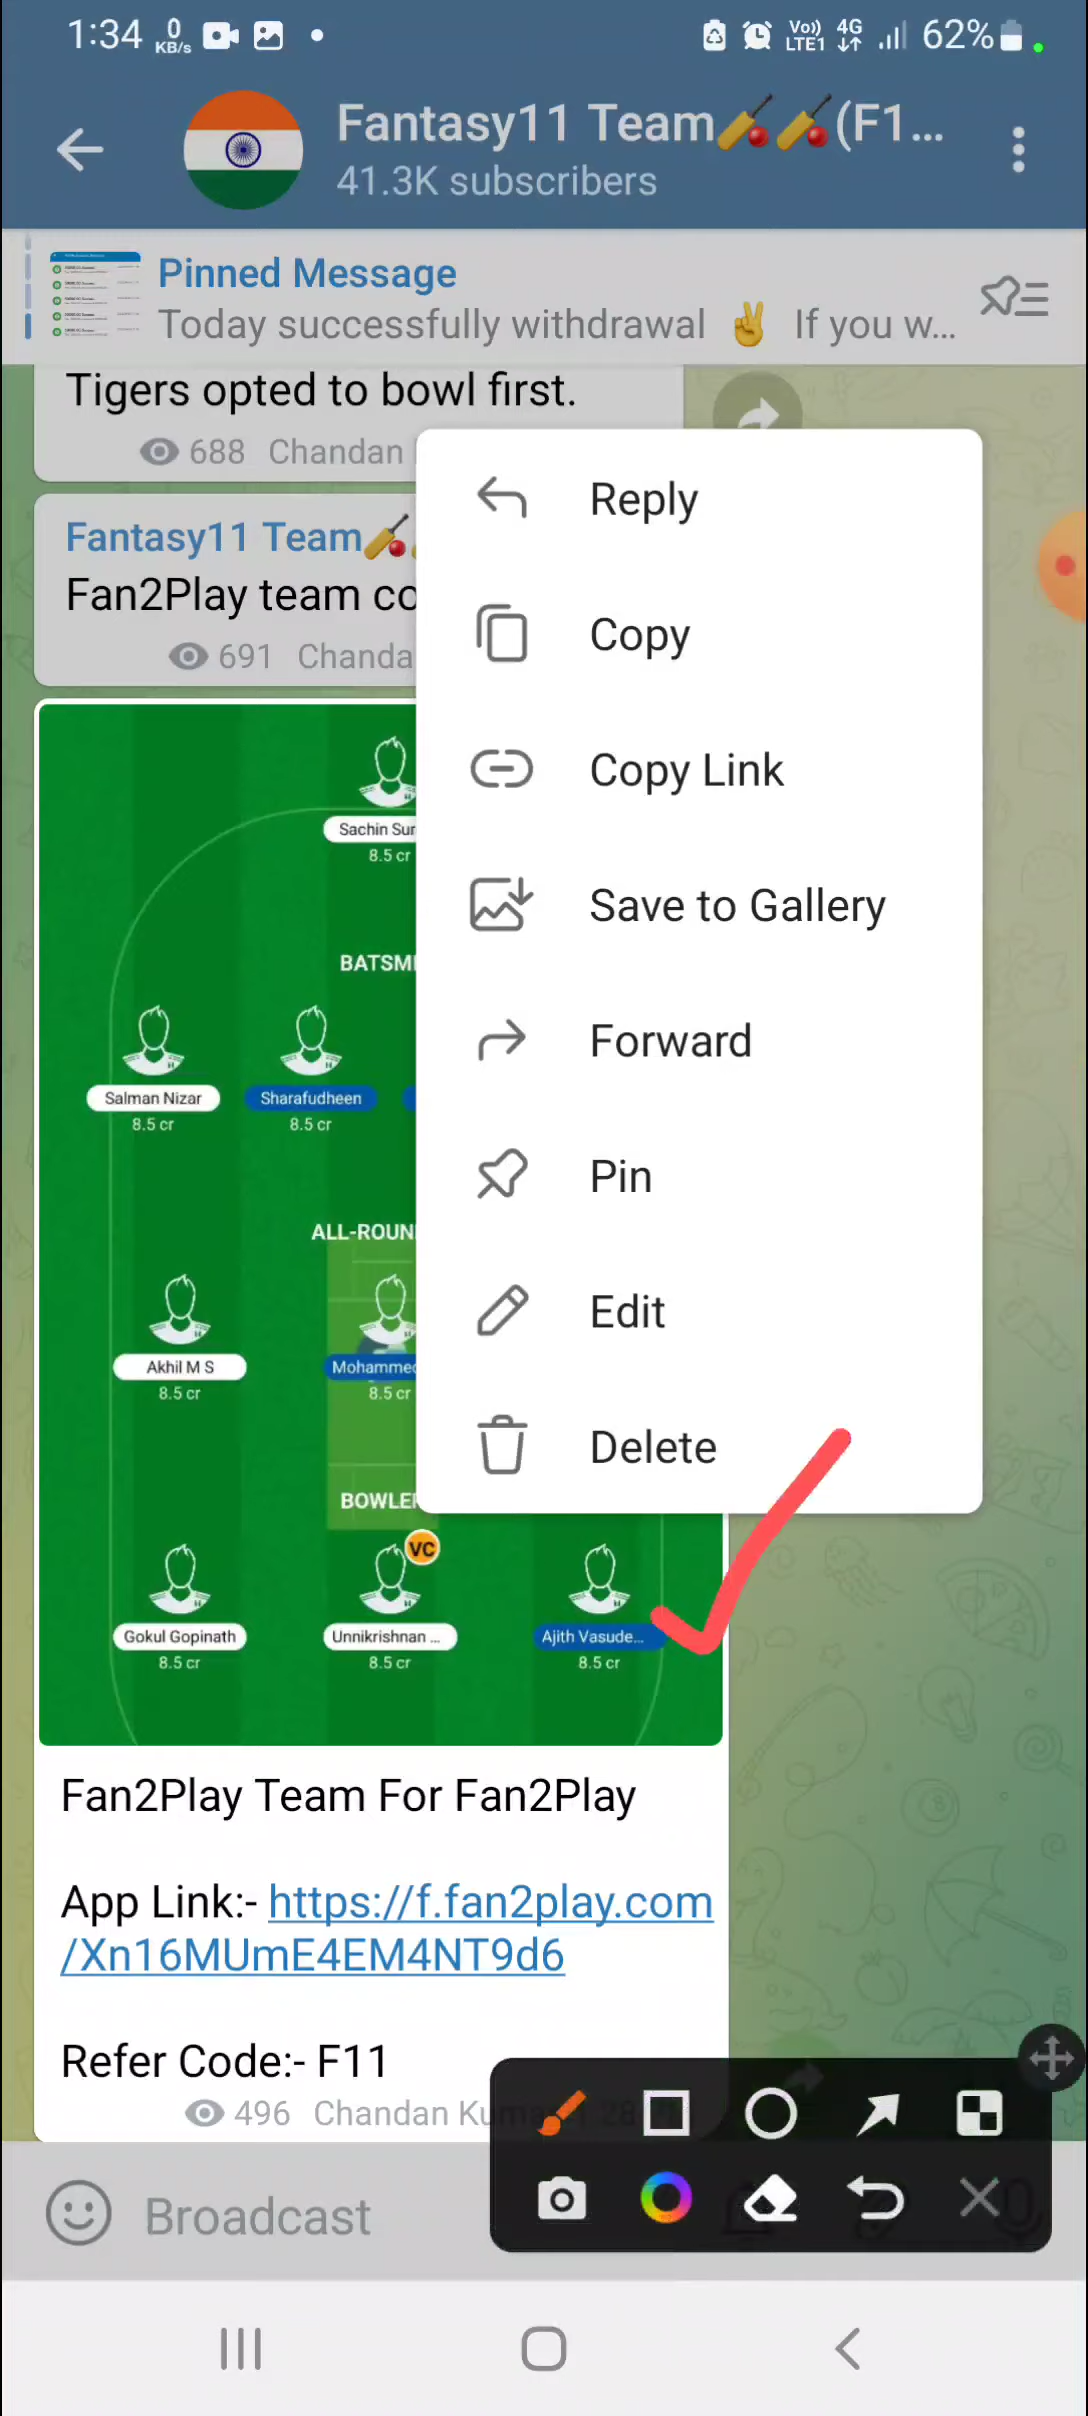 1:34 0 KB/s Vo)) LTE1 4G 62%
Fantasy11 Team🏏🏏(F1...
41.3K subscribers
Pinned Message
Today successfully withdrawal ✌️ If you w...
Tigers opted to bowl first.
688 Chandan
Fantasy11 Team🏏
Fan2Play team co
691 Chanda
Reply
Copy
Copy Link
Save to Gallery
Forward
Pin
Edit
Delete
Sachin Sur
8.5 cr
BATSM
Salman Nizar Sharafudheen
8.5 cr 8.5 cr
ALL-ROUN
Akhil M S Mohammed
8.5 cr 8.5 cr
BOWLE
VC
Gokul Gopinath Unnikrishnan ... Ajith Vasude...
8.5 cr 8.5 cr 8.5 cr
Fan2Play Team For Fan2Play
App Link:- https://f.fan2play.com
/Xn16MUmE4EM4NT9d6
Refer Code:- F11
496 Chandan Kuma
Broadcast